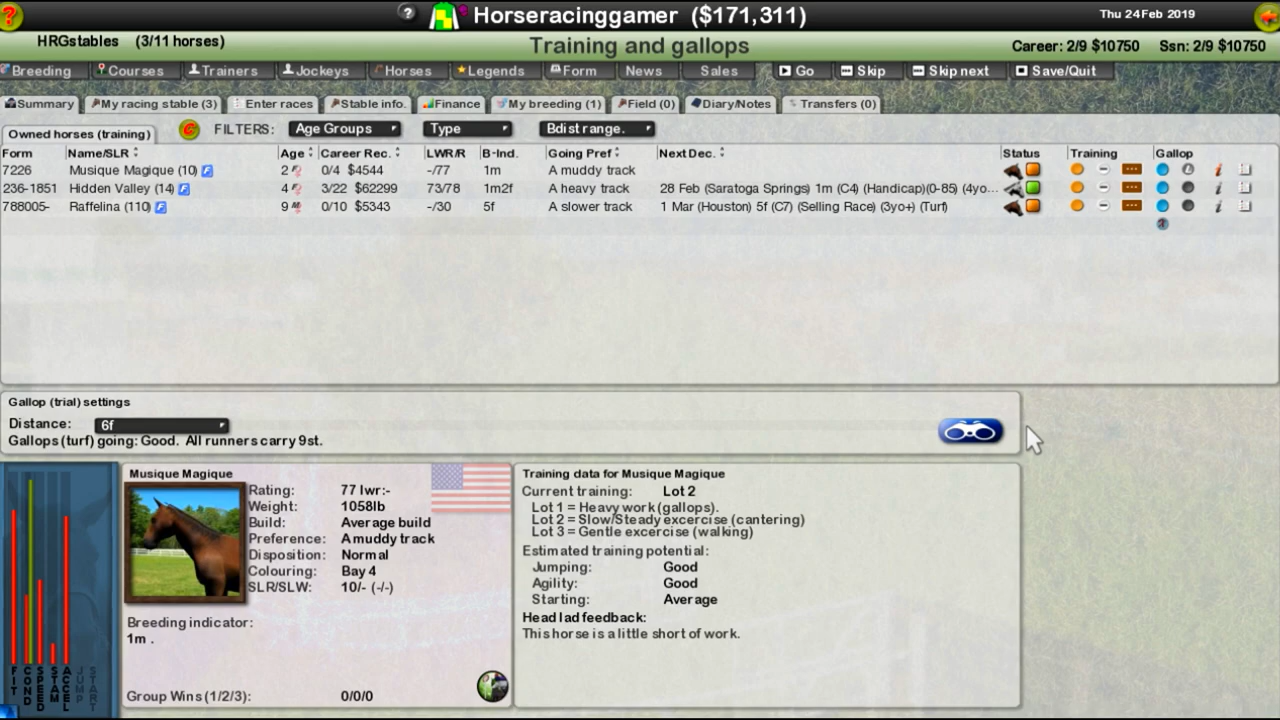 ?
? Horseracinggamer ($171,311) Thu 24Feb 2019
HRGstables (3/11 horses) Training and gallops Career: 2/9 $10750 Ssn: 2/9 $10750
Breeding Courses Trainers Jockeys Horses Legends Form News Sales Go Skip Skip next Save/Quit
Summary My racing stable (3) Enter races Stable info. Finance My breeding (1) Field (0) Diary/Notes Transfers (0)
Owned horses (training) FILTERS: Age Groups Type Bdist range.
Form Name/SLR Age Career Rec. LWR/R B-Ind. Going Pref Next Dec. Status Training Gallop
7226 Musique Magique (10) 2 0/4 $4544 -/77 1m A muddy track
236-1851 Hidden Valley (14) 4 3/22 $62299 73/78 1m2f A heavy track 28 Feb (Saratoga Springs) 1m (C4) (Handicap)(0-85) (4yo...
788005- Raffelina (110) 9 0/10 $5343 -/30 5f A slower track 1 Mar (Houston) 5f (C7) (Selling Race) (3yo+) (Turf)
Gallop (trial) settings
Distance: 6f
Gallops (turf) going: Good. All runners carry 9st.
Musique Magique
Rating: 77 lwr:-
Weight: 1058lb
Build: Average build
Preference: A muddy track
Disposition: Normal
Colouring: Bay 4
SLR/SLW: 10/- (-/-)
Breeding indicator:
1m .
Group Wins (1/2/3): 0/0/0
Training data for Musique Magique
Current training: Lot 2
Lot 1 = Heavy work (gallops).
Lot 2 = Slow/Steady excercise (cantering)
Lot 3 = Gentle excercise (walking)
Estimated training potential:
Jumping: Good
Agility: Good
Starting: Average
Head lad feedback:
This horse is a little short of work.
FIT COND SPEED STAM ACCEL JUMP START